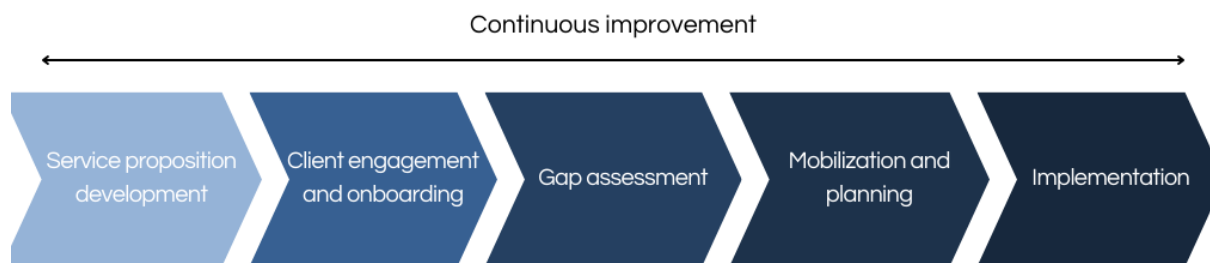 Continuous improvement
Service proposition
development
Client engagement
and onboarding
Gap assessment
Mobilization and
planning
Implementation